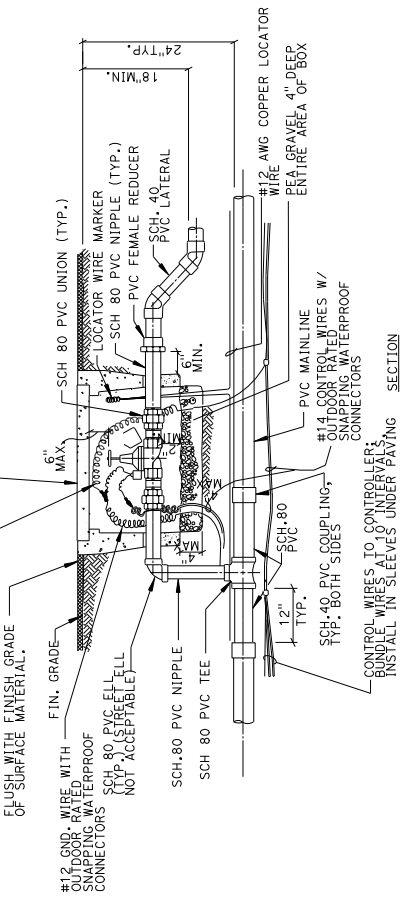 FLUSH WITH FINISH GRADE
OF SURFACE MATERIAL.
FIN. GRADE
#12 GND. WIRE WITH
OUTDOOR RATED
SNAPPING WATERPROOF
CONNECTORS
SCH 80 PVC ELL
(TYP.) (STREET ELL
NOT ACCEPTABLE)
SCH.80 PVC NIPPLE
SCH 80 PVC TEE
6"
MAX.
SCH 80 PVC UNION (TYP.)
LOCATOR WIRE MARKER
SCH 80 PVC NIPPLE (TYP.)
PVC FEMALE REDUCER
SCH. 40
PVC LATERAL
18"MIN.
24"TYP.
6"
MIN.
2"
MIN
MAX
4"
MAX
12"
TYP.
SCH.80
PVC
SCH.40 PVC COUPLING,
TYP. BOTH SIDES
CONTROL WIRES TO CONTROLLER;
BUNDLE WIRES AT 10' INTERVALS,
INSTALL IN SLEEVES UNDER PAVING
PVC MAINLINE
#14 CONTROL WIRES W/
OUTDOOR RATED
SNAPPING WATERPROOF
CONNECTORS
#12 AWG COPPER LOCATOR
WIRE
PEA GRAVEL 4" DEEP
ENTIRE AREA OF BOX
SECTION